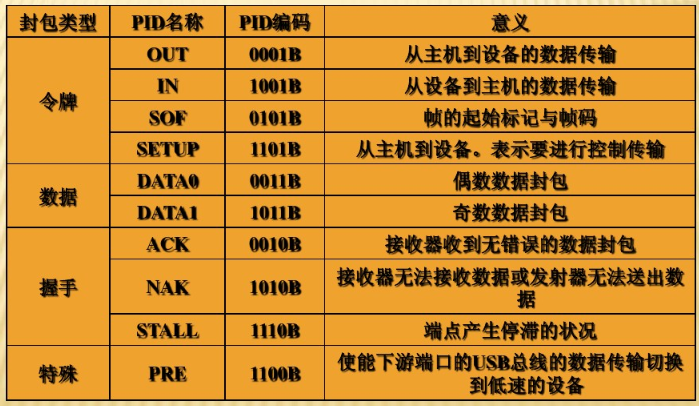 封包类型 PID名称 PID编码 意义
令牌 OUT 0001B 从主机到设备的数据传输
IN 1001B 从设备到主机的数据传输
SOF 0101B 帧的起始标记与帧码
SETUP 1101B 从主机到设备。表示要进行控制传输
数据 DATA0 0011B 偶数数据封包
DATA1 1011B 奇数数据封包
握手 ACK 0010B 接收器收到无错误的数据封包
NAK 1010B 接收器无法接收数据或发射器无法送出数
据
STALL 1110B 端点产生停滞的状况
特殊 PRE 1100B 使能下游端口的USB总线的数据传输切换
到低速的设备